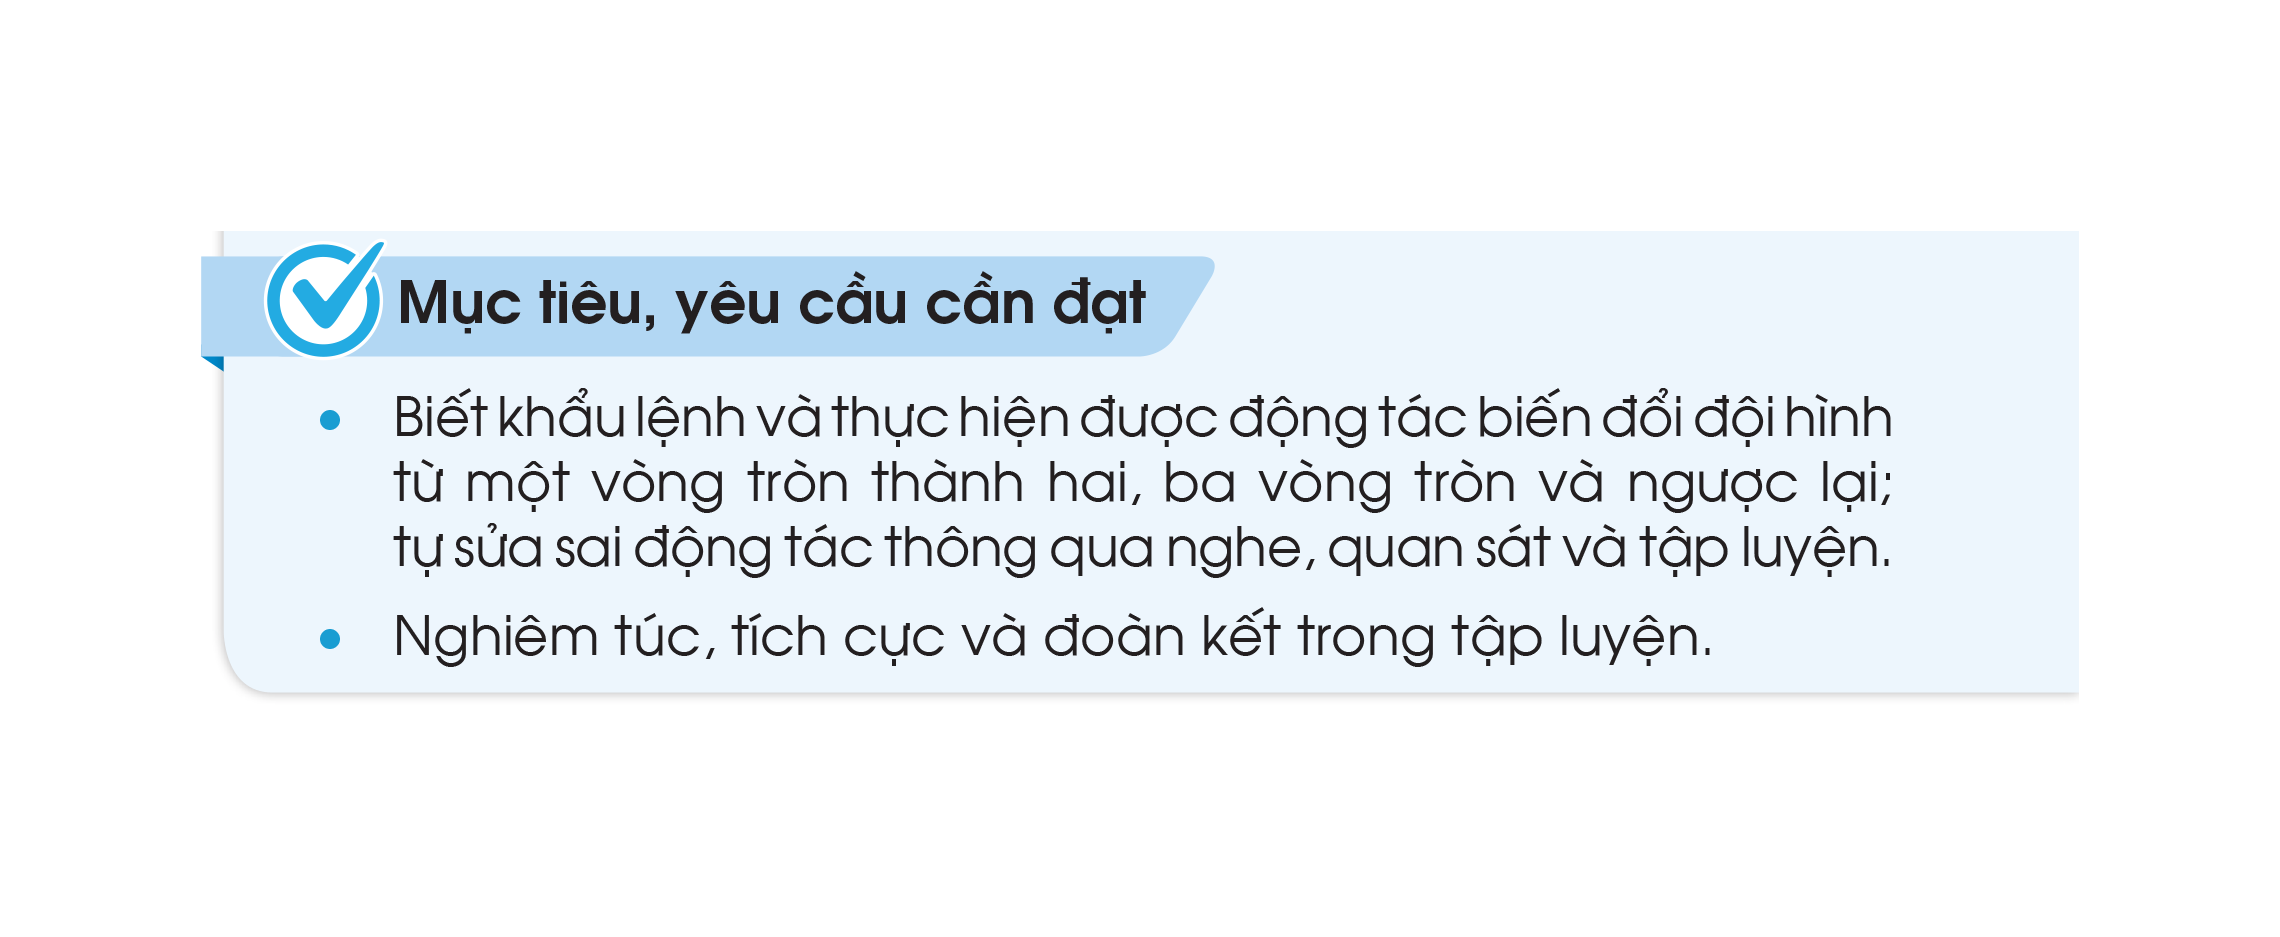 Mục tiêu, yêu cầu cần đạt
• Biết khẩu lệnh và thực hiện được động tác biến đổi đội hình
từ một vòng tròn thành hai, ba vòng tròn và ngược lại;
tự sửa sai động tác thông qua nghe, quan sát và tập luyện.
• Nghiêm túc, tích cực và đoàn kết trong tập luyện.